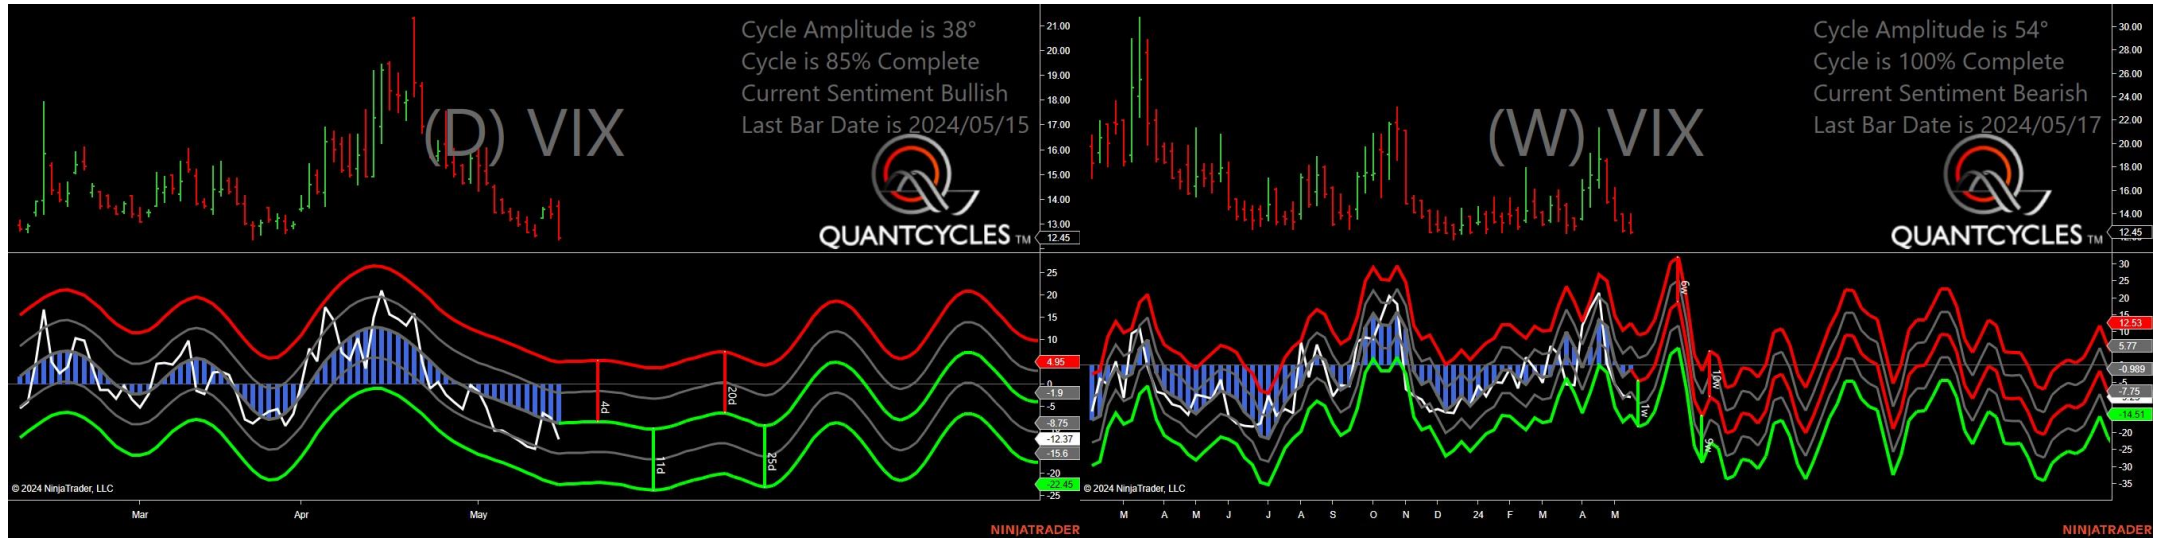 Cycle Amplitude is 38°
Cycle is 85% Complete
Current Sentiment Bullish
Last Bar Date is 2024/05/15
(D) VIX
QUANTCYCLES TM
21.00
20.00
19.00
18.00
17.00
16.00
15.00
14.00
13.00
12.45
25
20
15
10
4.95
0
-1.9
-5
-8.75
-12.37
-15.6
-20
-22.45
-25
4d
11d
20d
25d
© 2024 NinjaTrader, LLC
Mar Apr May
NINJATRADER
Cycle Amplitude is 54°
Cycle is 100% Complete
Current Sentiment Bearish
Last Bar Date is 2024/05/17
(W) VIX
QUANTCYCLES TM
30.00
28.00
26.00
24.00
22.00
20.00
18.00
16.00
14.00
12.45
30
25
20
15
12.53
5.77
-0.989
-5
-7.75
-14.51
-20
-25
-30
-35
1w
6w
9w
10w
© 2024 NinjaTrader, LLC
M A M J J A S O N D 24 F M A M
NINJATRADER